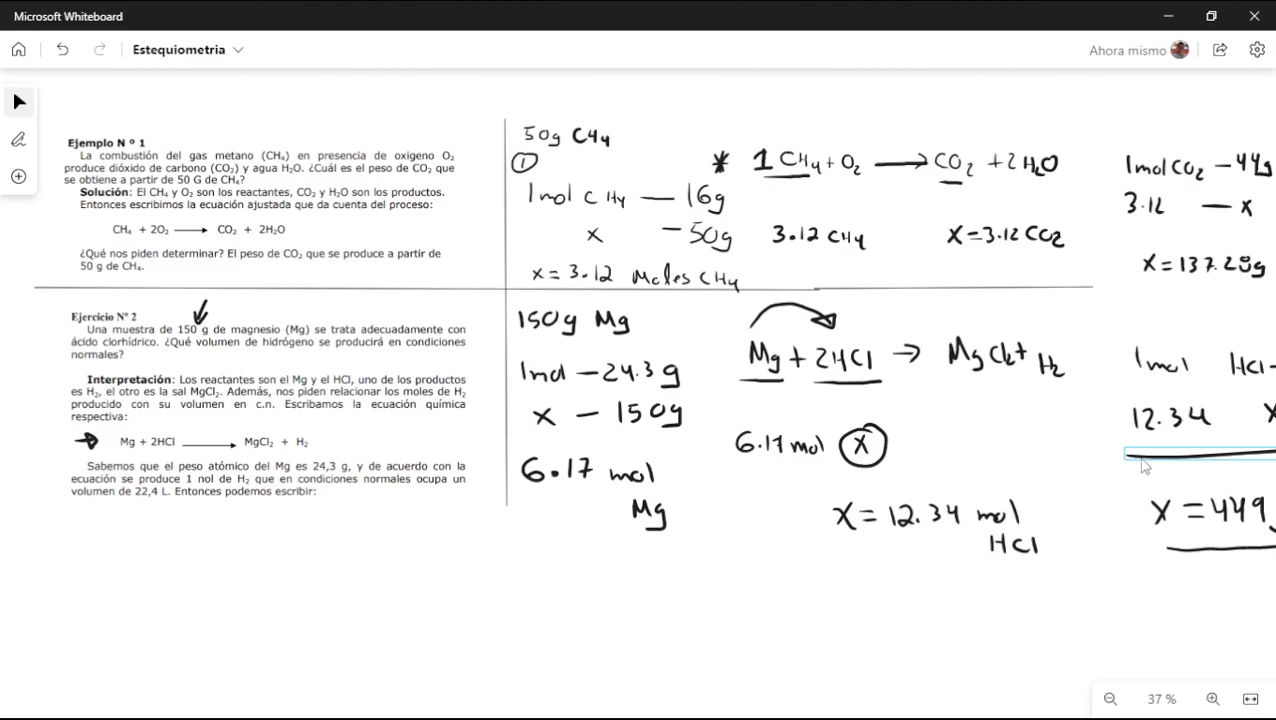 Microsoft Whiteboard
Estequiometria
Ahora mismo
Ejemplo N º 1
La combustión del gas metano (CH₄) en presencia de oxigeno O₂
produce dióxido de carbono (CO₂) y agua H₂O. ¿Cuál es el peso de CO₂ que
se obtiene a partir de 50 G de CH₄?
Solución: El CH₄ y O₂ son los reactantes, CO₂ y H₂O son los productos.
Entonces escribimos la ecuación ajustada que da cuenta del proceso:
CH₄ + 2O₂ ⟶ CO₂ + 2H₂O
¿Qué nos piden determinar? El peso de CO₂ que se produce a partir de
50 g de CH₄.
50g CH₄
①
1mol CH₄ — 16g
x – 50g
x = 3.12 Moles CH₄
* 1 CH₄ + O₂ ⟶ CO₂ + 2H₂O
3.12 CH₄ x = 3.12 CO₂
1mol CO₂ – 44g
3.12 — x
x = 137.28g
Ejercicio Nº 2
Una muestra de 150 g de magnesio (Mg) se trata adecuadamente con
ácido clorhídrico. ¿Qué volumen de hidrógeno se producirá en condiciones
normales?
Interpretación: Los reactantes son el Mg y el HCl, uno de los productos
es H₂, el otro es la sal MgCl₂. Además, nos piden relacionar los moles de H₂
producido con su volumen en c.n. Escribamos la ecuación química
respectiva:
Mg + 2HCl ⟶ MgCl₂ + H₂
Sabemos que el peso atómico del Mg es 24,3 g, y de acuerdo con la
ecuación se produce 1 nol de H₂ que en condiciones normales ocupa un
volumen de 22,4 L. Entonces podemos escribir:
150g Mg
1mol – 24.3 g
x – 150g
6.17 mol
Mg
Mg + 2HCl → MgCl₂ + H₂
6.17 mol x
x = 12.34 mol
HCl
1mol HCl –
12.34 x
x = 449
37 %